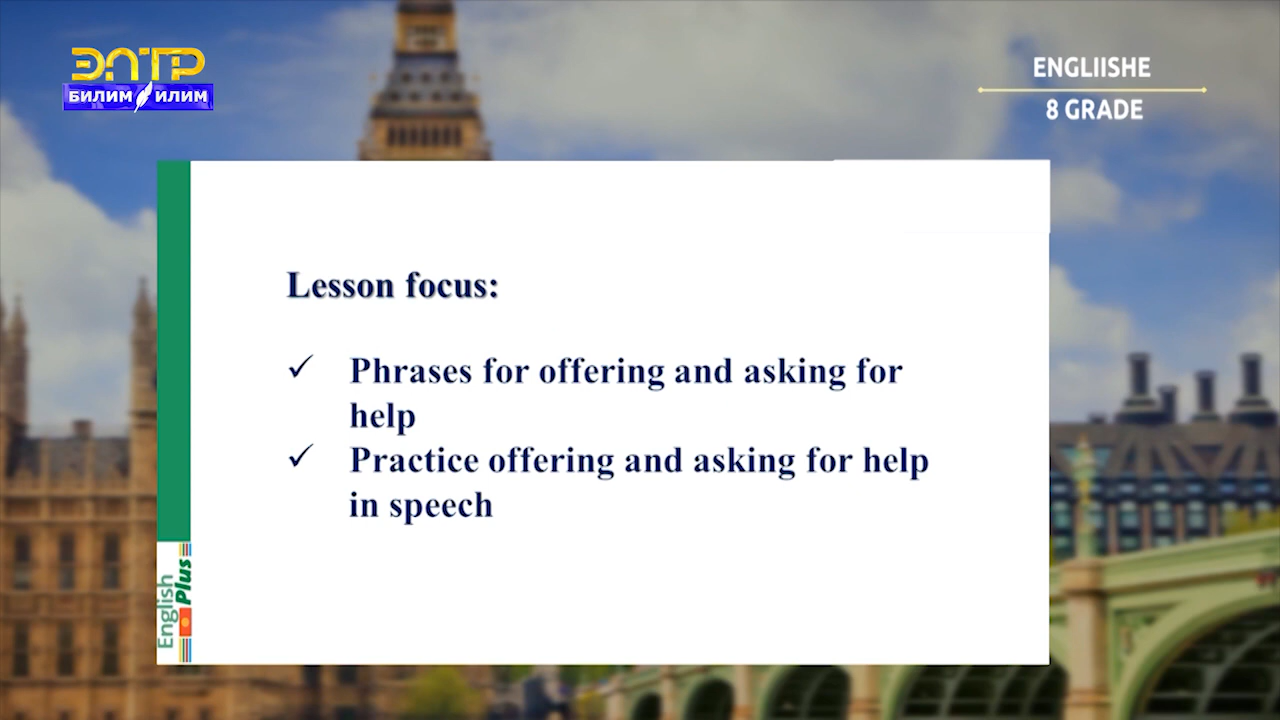 ЭЛТР
БИЛИМ ИЛИМ
ENGLIISHE
8 GRADE
Lesson focus:
✓ Phrases for offering and asking for
help
✓ Practice offering and asking for help
in speech
English
Plus